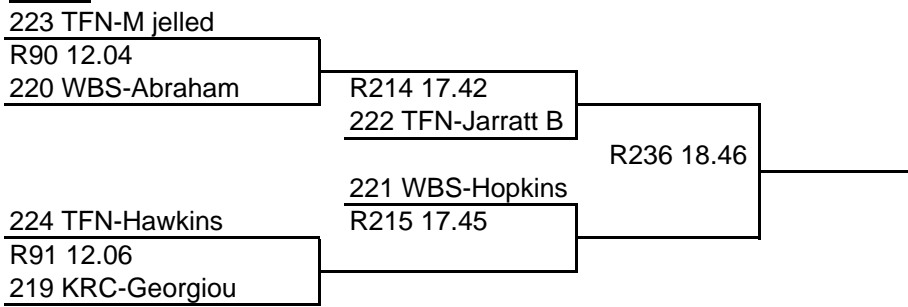 223 TFN-M jelled
R90 12.04
220 WBS-Abraham
R214 17.42
222 TFN-Jarratt B
R236 18.46
221 WBS-Hopkins
224 TFN-Hawkins
R215 17.45
R91 12.06
219 KRC-Georgiou